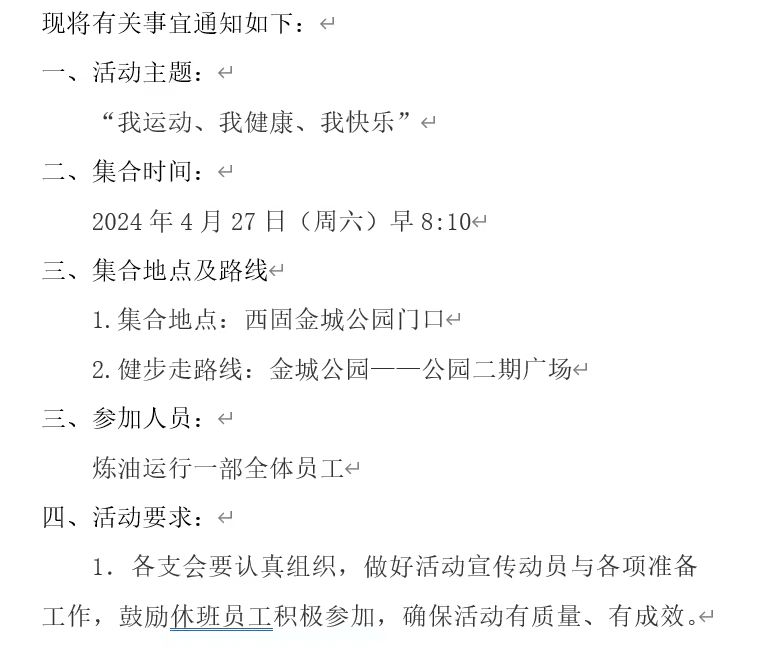 现将有关事宜通知如下：
一、活动主题：
“我运动、我健康、我快乐”
二、集合时间：
2024 年 4 月 27 日（周六）早 8:10
三、集合地点及路线
1.集合地点：西固金城公园门口
2.健步走路线：金城公园——公园二期广场
三、参加人员：
炼油运行一部全体员工
四、活动要求：
1．各支会要认真组织，做好活动宣传动员与各项准备
工作，鼓励休班员工积极参加，确保活动有质量、有成效。